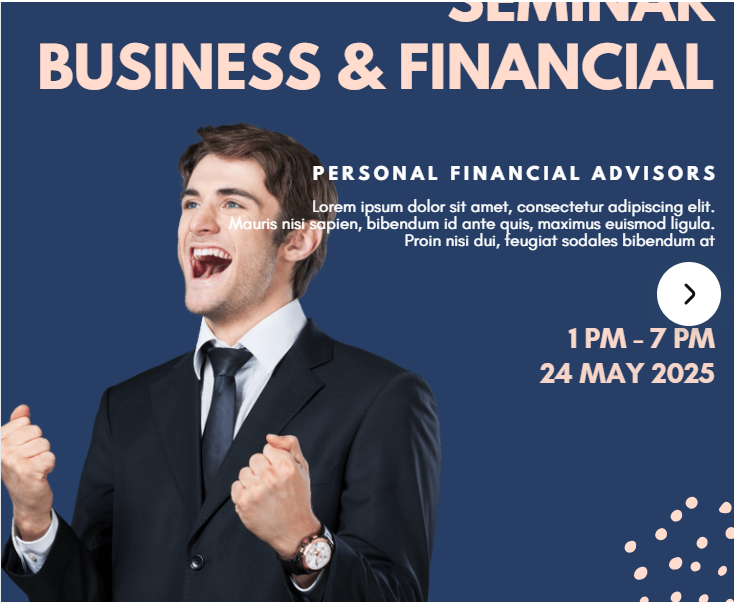 SEMINAR
BUSINESS & FINANCIAL
PERSONAL FINANCIAL ADVISORS
Lorem ipsum dolor sit amet, consectetur adipiscing elit.
Mauris nisi sapien, bibendum id ante quis, maximus euismod ligula.
Proin nisi dui, feugiat sodales bibendum at
1 PM - 7 PM
24 MAY 2025